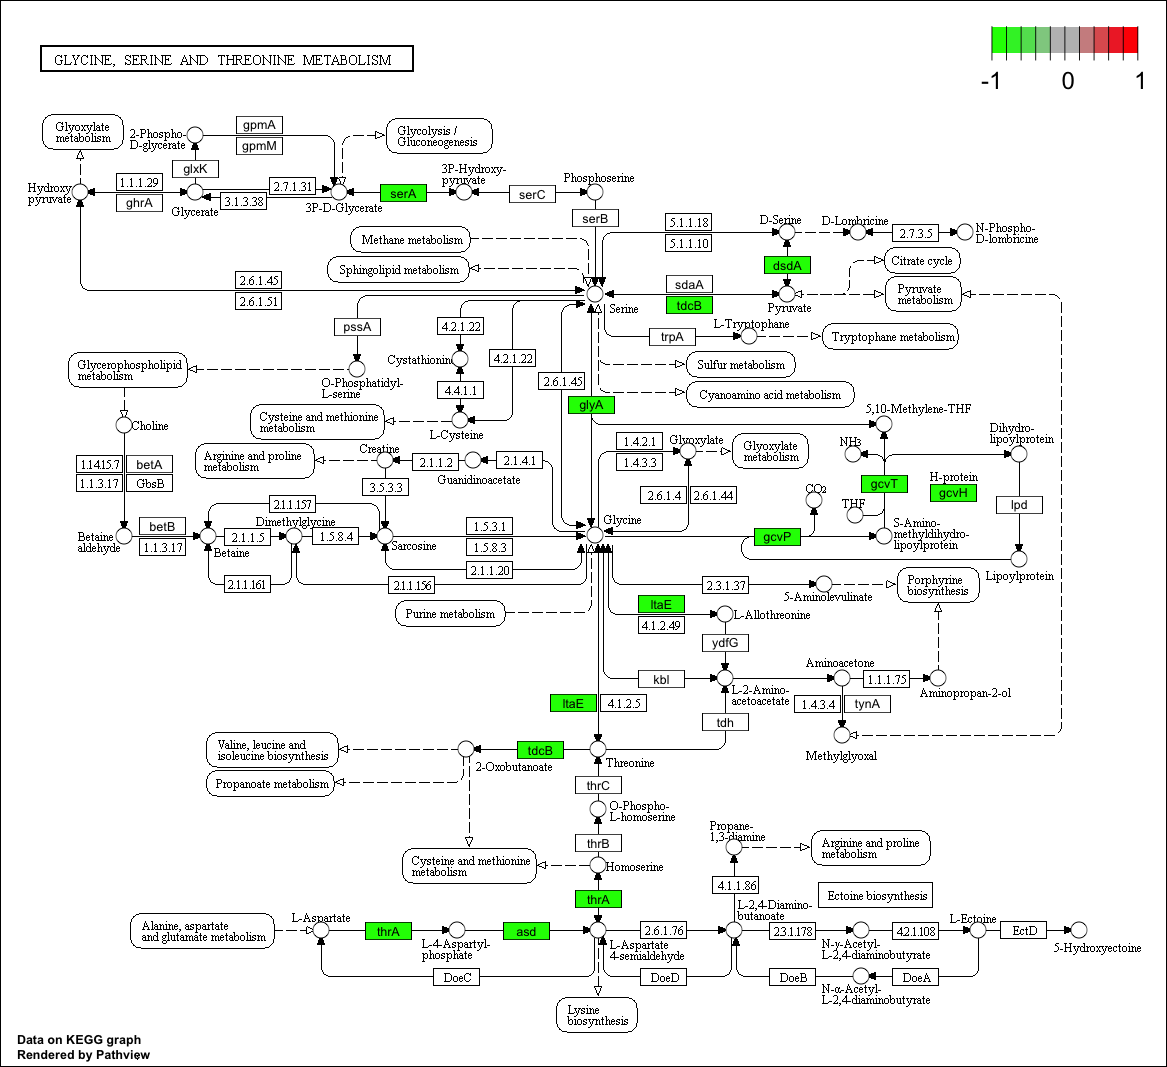 GLYCINE, SERINE AND THREONINE METABOLISM
-1 0 1
Glyoxylate
metabolism
2-Phospho-
D-glycerate
gpmA
gpmM
Glycolysis /
Gluconeogenesis
glxK
Hydroxy
pyruvate
1.1.1.29
ghrA
Glycerate
2.7.1.31
3.1.3.38
3P-D-Glycerate
serA
3P-Hydroxy-
pyruvate
serC
Phosphoserine
serB
Methane metabolism
Sphingolipid metabolism
5.1.1.18
5.1.1.10
D-Serine
D-Lombricine
2.7.3.5
N-Phospho-
D-lombricine
dsdA
Citrate cycle
2.6.1.45
2.6.1.51
Serine
sdaA
tdcB
Pyruvate
Pyruvate
metabolism
pssA
4.2.1.22
4.2.1.22
trpA
L-Tryptophane
Tryptophane metabolism
Glycerophospholipid
metabolism
O-Phosphatidyl-
L-serine
Cystathionine
4.4.1.1
2.6.1.45
Sulfur metabolism
Cyanoamino acid metabolism
glyA
Choline
Cysteine and methionine
metabolism
L-Cysteine
5,10-Methylene-THF
Arginine and proline
metabolism
Creatine
2.1.1.2
Guanidinoacetate
2.1.4.1
1.4.2.1
1.4.3.3
Glyoxylate
Glyoxylate
metabolism
NH3
Dihydro-
lipoylprotein
1.14.15.7
betA
1.1.3.17
GbsB
3.5.3.3
2.6.1.4
2.6.1.44
CO2
THF
gcvT
H-protein
gcvH
lpd
2.1.1.157
Glycine
Betaine
aldehyde
betB
1.1.3.17
Betaine
2.1.1.5
Dimethylglycine
1.5.8.4
Sarcosine
1.5.3.1
1.5.8.3
2.1.1.20
gcvP
S-Amino-
methyldihydro-
lipoylprotein
Lipoylprotein
2.1.1.161
2.1.1.156
Purine metabolism
2.3.1.37
5-Aminolevulinate
Porphyrine
biosynthesis
ltaE
4.1.2.49
L-Allothreonine
ydfG
kbl
L-2-Amino-
acetoacetate
Aminoacetone
1.1.1.75
Aminopropan-2-ol
ltaE
4.1.2.5
tdh
1.4.3.4
tynA
Methylglyoxal
Valine, leucine and
isoleucine biosynthesis
Propanoate metabolism
2-Oxobutanoate
tdcB
Threonine
thrC
O-Phospho-
L-homoserine
thrB
Cysteine and methionine
metabolism
Homoserine
thrA
Propane-
1,3-diamine
Arginine and proline
metabolism
4.1.1.86
Ectoine biosynthesis
Alanine, aspartate
and glutamate metabolism
L-Aspartate
thrA
L-4-Aspartyl-
phosphate
asd
L-Aspartate
4-semialdehyde
2.6.1.76
L-2,4-Diamino-
butanoate
2.3.1.178
N-γ-Acetyl-
L-2,4-diaminobutyrate
4.2.1.108
L-Ectoine
EctD
5-Hydroxyectoine
DoeC
DoeD
DoeB
N-α-Acetyl-
L-2,4-diaminobutyrate
DoeA
Lysine
biosynthesis
Data on KEGG graph
Rendered by Pathview